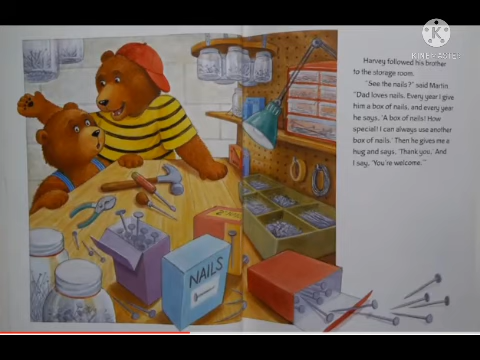 KINEMASTER
Harvey followed his brother
to the storage room.
"See the nails?" said Martin.
"Dad loves nails. Every year I give
him a box of nails, and every year
he says, 'A box of nails! How
special! I can always use another
box of nails.' Then he gives me a
hug and says, 'Thank you.' And
I say, 'You're welcome.'"
NAILS